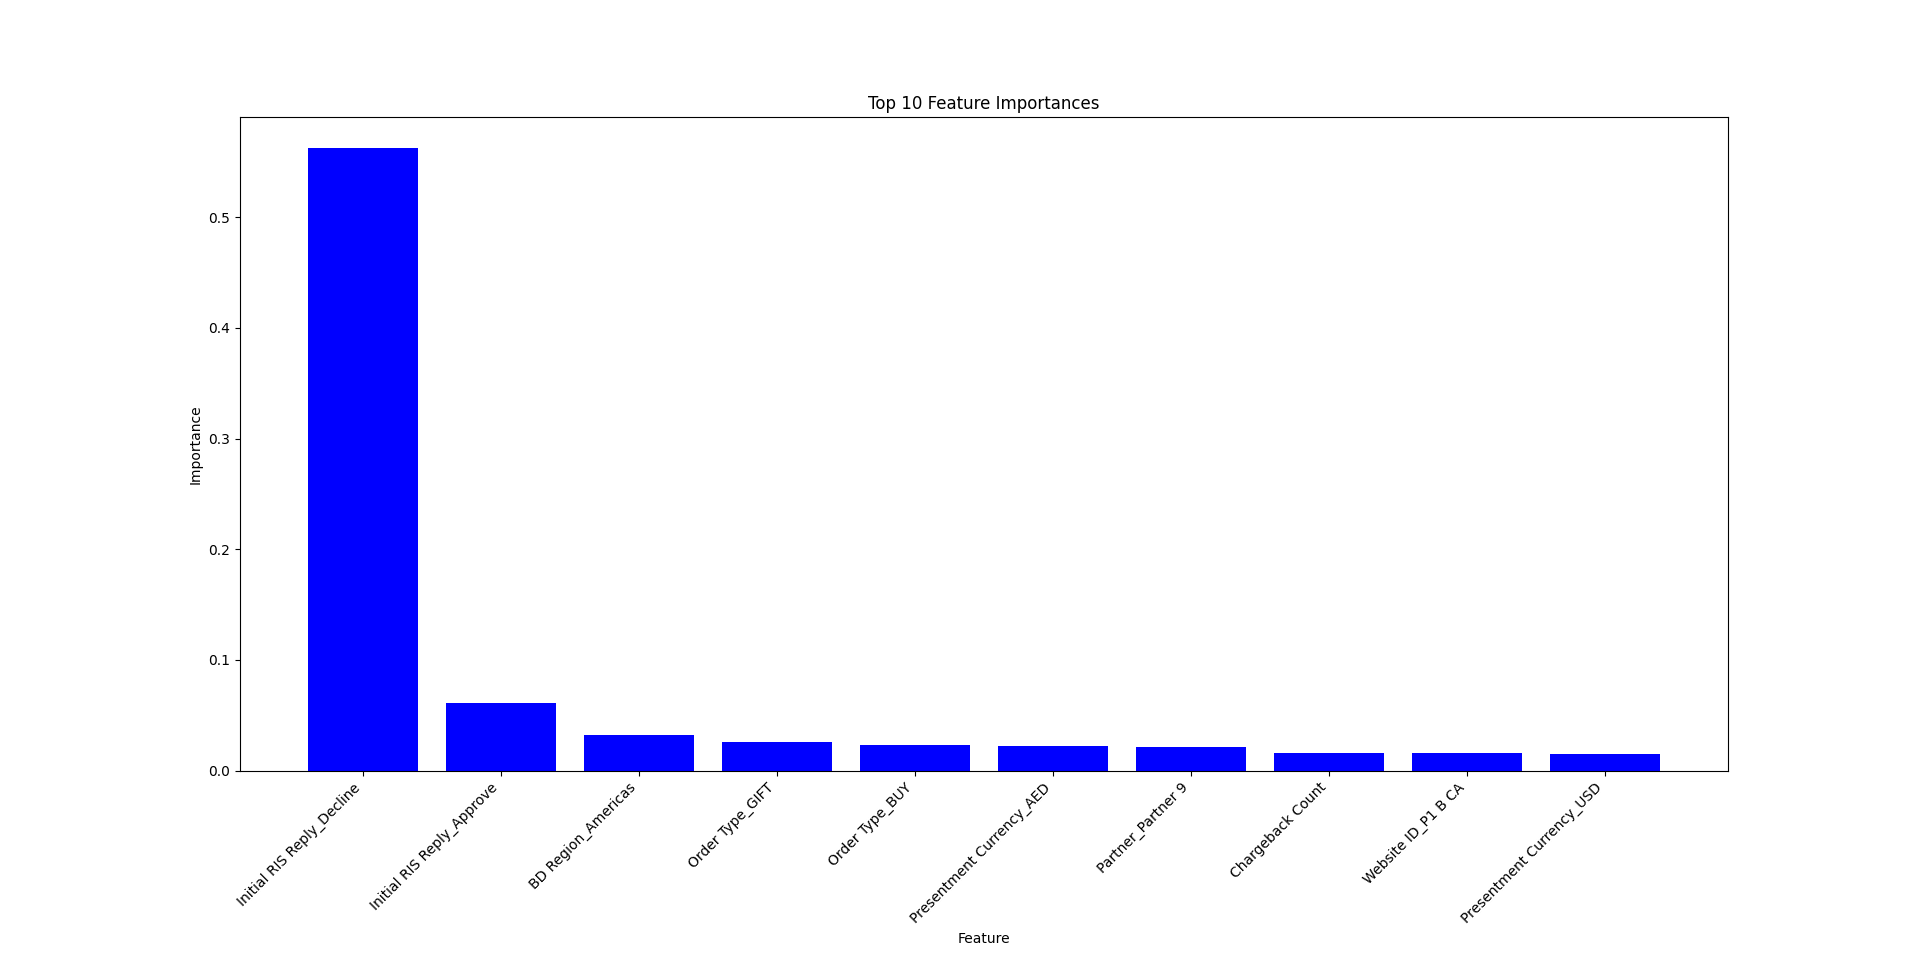 Top 10 Feature Importances
Importance
0.5
0.4
0.3
0.2
0.1
0.0
Initial RIS Reply_Decline
Initial RIS Reply_Approve
BD Region_Americas
Order Type_GIFT
Order Type_BUY
Presentment Currency_AED
Partner_Partner 9
Chargeback Count
Website ID_P1 B CA
Presentment Currency_USD
Feature